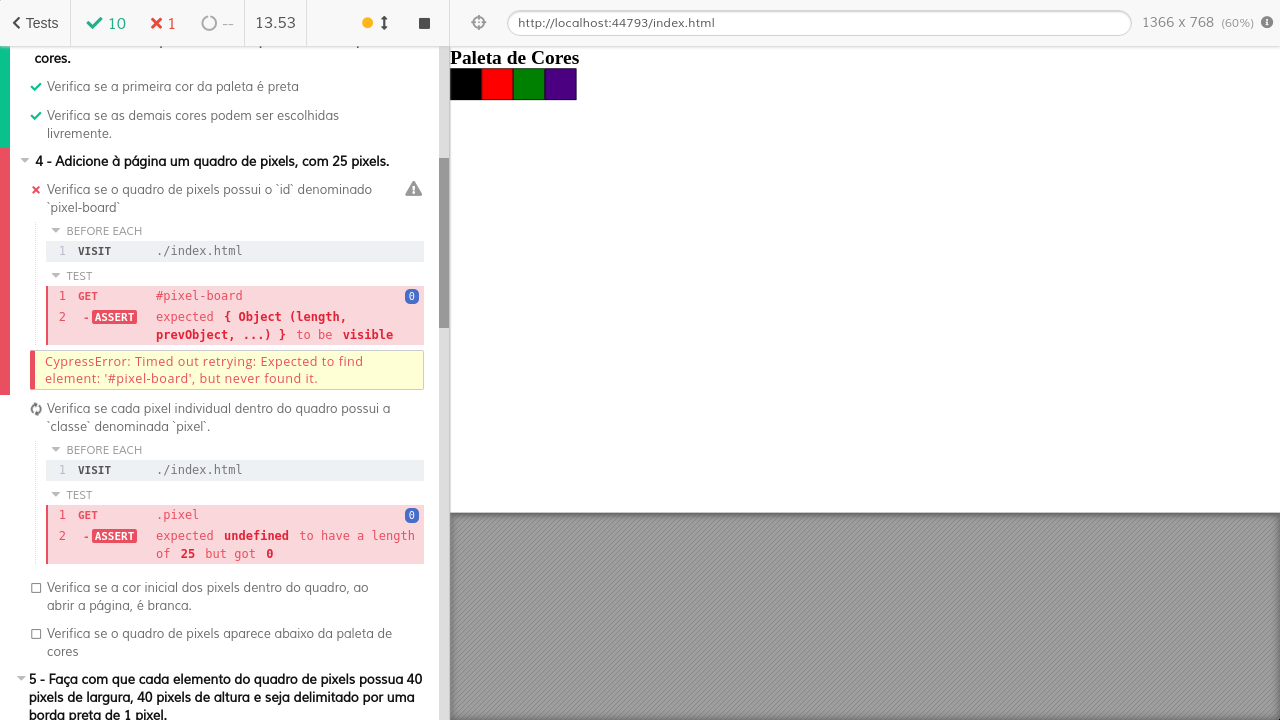 Tests
10
1
--
13.53
http://localhost:44793/index.html
1366 x 768 (60%)
cores.
Verifica se a primeira cor da paleta é preta
Verifica se as demais cores podem ser escolhidas
livremente.
4 - Adicione à página um quadro de pixels, com 25 pixels.
Verifica se o quadro de pixels possui o `id` denominado
`pixel-board`
BEFORE EACH
1 VISIT ./index.html
TEST
1 GET #pixel-board 0
2 -ASSERT expected { Object (length,
prevObject, ...) } to be visible
CypressError: Timed out retrying: Expected to find
element: '#pixel-board', but never found it.
Verifica se cada pixel individual dentro do quadro possui a
`classe` denominada `pixel`.
BEFORE EACH
1 VISIT ./index.html
TEST
1 GET .pixel 0
2 -ASSERT expected undefined to have a length
of 25 but got 0
Verifica se a cor inicial dos pixels dentro do quadro, ao
abrir a página, é branca.
Verifica se o quadro de pixels aparece abaixo da paleta de
cores
5 - Faça com que cada elemento do quadro de pixels possua 40
pixels de largura, 40 pixels de altura e seja delimitado por uma
borda preta de 1 pixel.
Paleta de Cores